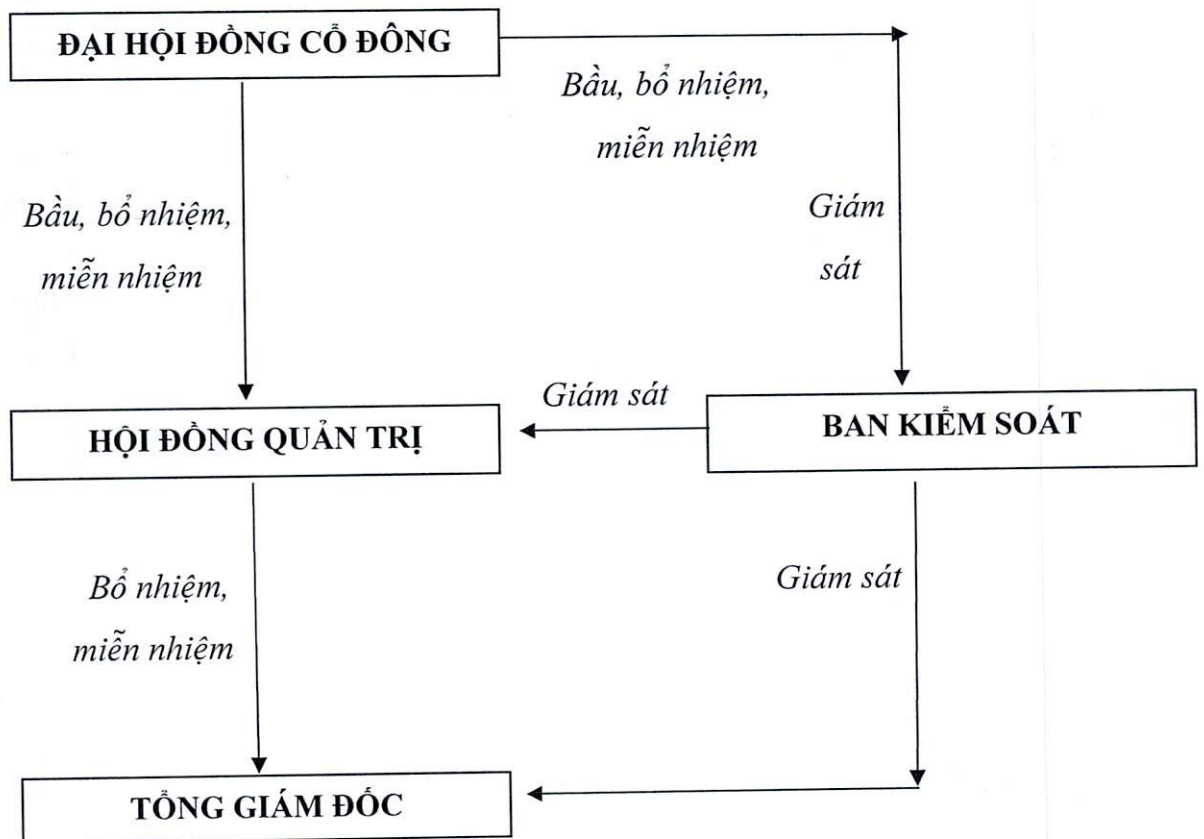 ĐẠI HỘI ĐỒNG CỔ ĐÔNG
Bầu, bổ nhiệm,
miễn nhiệm
Bầu, bổ nhiệm,
miễn nhiệm
Giám
sát
HỘI ĐỒNG QUẢN TRỊ
Giám sát
BAN KIỂM SOÁT
Bổ nhiệm,
miễn nhiệm
Giám sát
TỔNG GIÁM ĐỐC